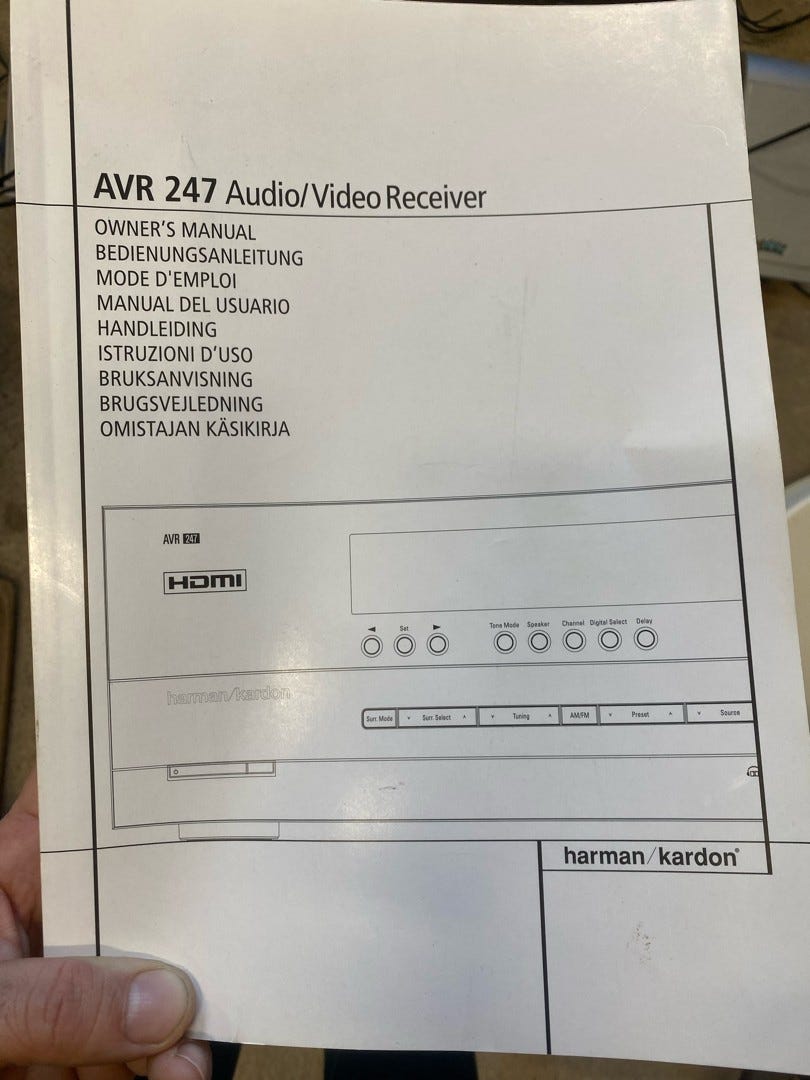 AVR 247 Audio/Video Receiver
OWNER'S MANUAL
BEDIENUNGSANLEITUNG
MODE D'EMPLOI
MANUAL DEL USUARIO
HANDLEIDING
ISTRUZIONI D'USO
BRUKSANVISNING
BRUGSVEJLEDNING
OMISTAJAN KÄSIKIRJA
AVR 247
HDMI
Set
Tone Mode Speaker Channel Digital Select Delay
harman/kardon
Surr. Mode Surr. Select Tuning AM/FM Preset Source
harman/kardon®